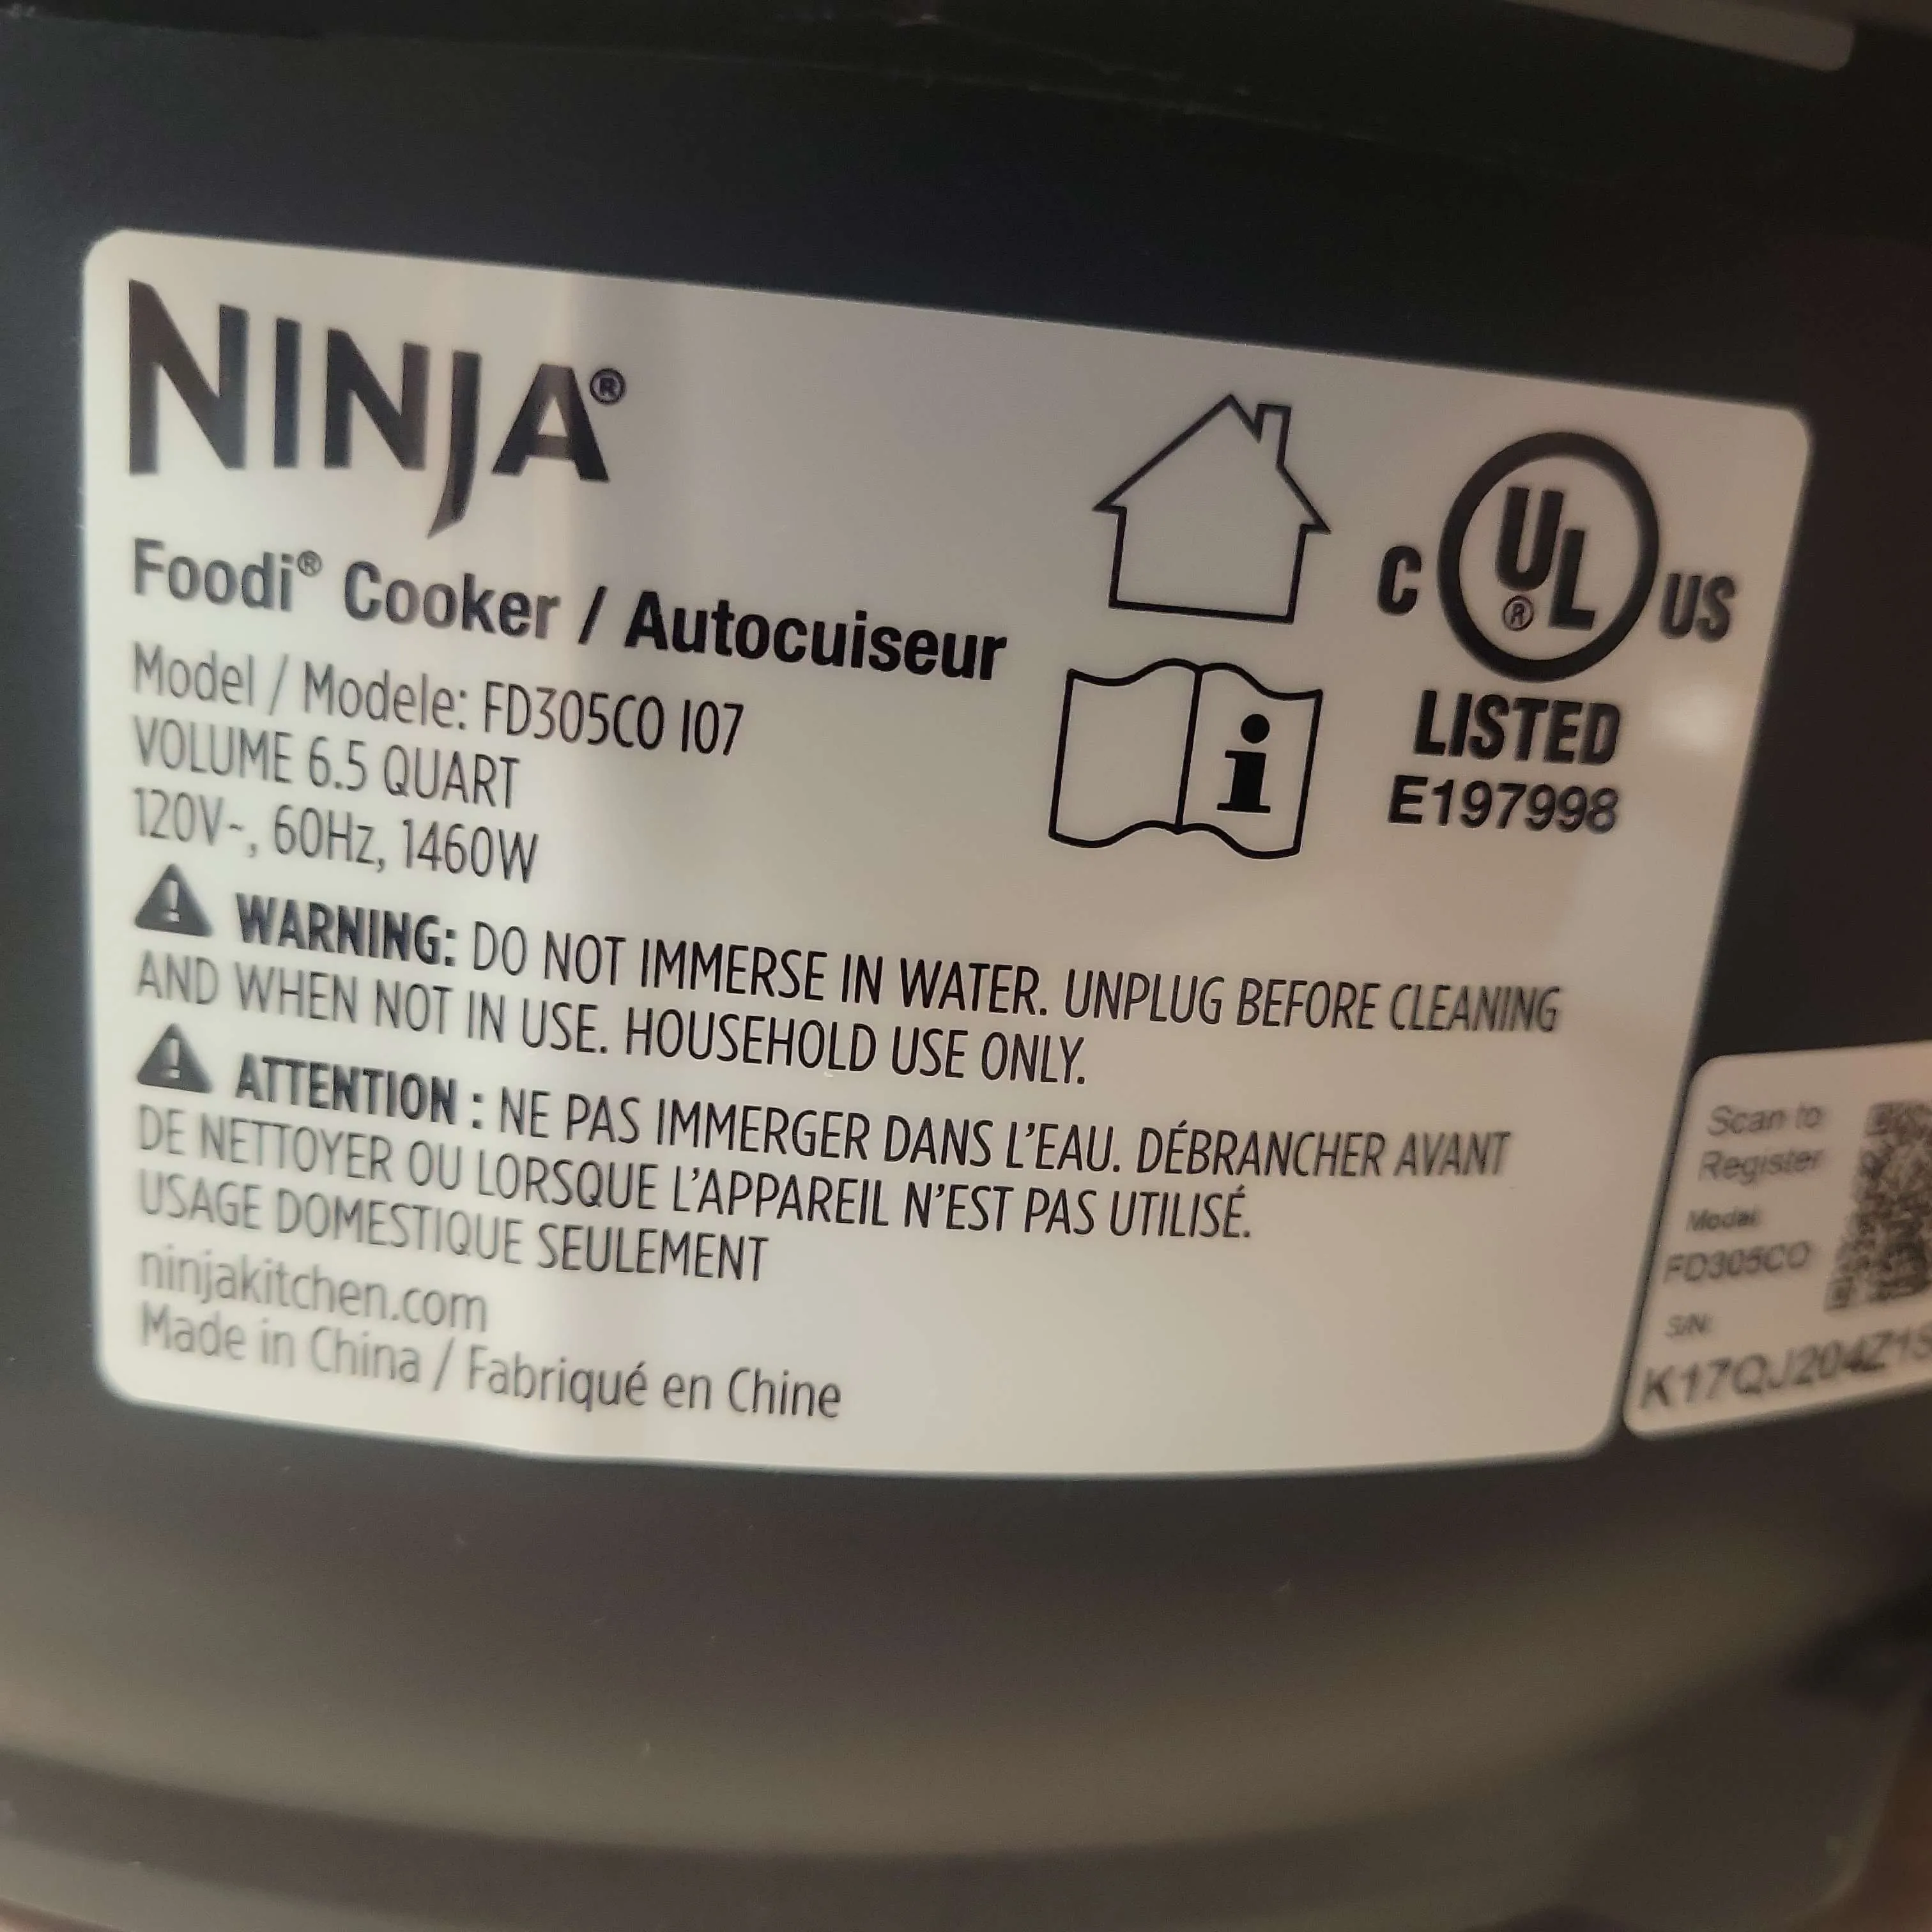 NINJA®
Foodi® Cooker / Autocuiseur
Model / Modele: FD305CO 107
VOLUME 6.5 QUART
120V~, 60Hz, 1460W
C UL® US
LISTED
E197998
WARNING: DO NOT IMMERSE IN WATER. UNPLUG BEFORE CLEANING
AND WHEN NOT IN USE. HOUSEHOLD USE ONLY.
ATTENTION : NE PAS IMMERGER DANS L'EAU. DÉBRANCHER AVANT
DE NETTOYER OU LORSQUE L'APPAREIL N'EST PAS UTILISÉ.
USAGE DOMESTIQUE SEULEMENT
ninjakitchen.com
Made in China / Fabriqué en Chine
Scan to
Register
Model:
FD305CO
S/N: